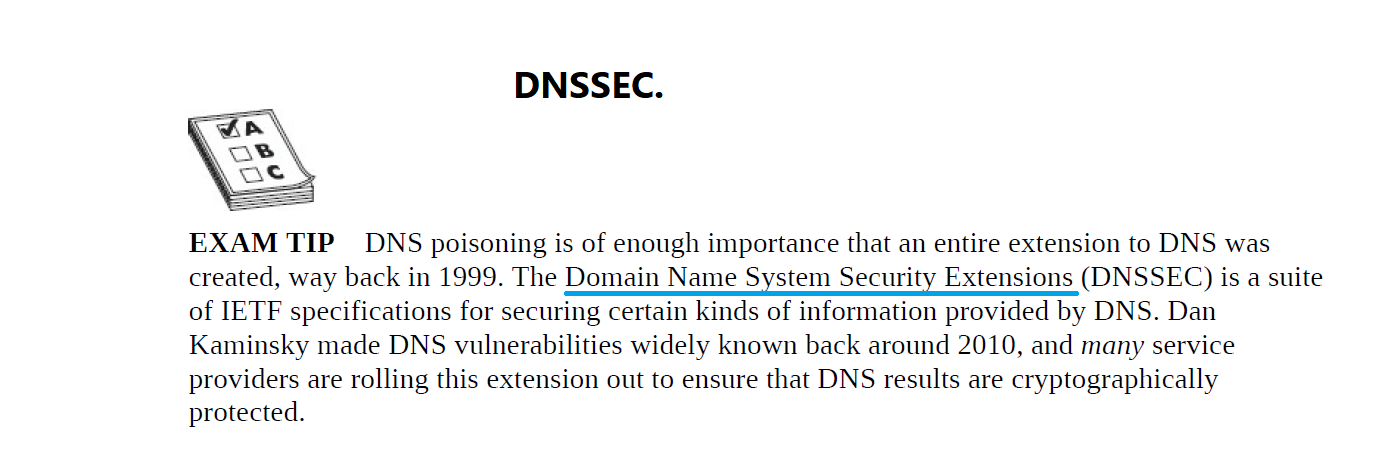 DNSSEC.
A
B
C
EXAM TIP DNS poisoning is of enough importance that an entire extension to DNS was
created, way back in 1999. The Domain Name System Security Extensions (DNSSEC) is a suite
of IETF specifications for securing certain kinds of information provided by DNS. Dan
Kaminsky made DNS vulnerabilities widely known back around 2010, and many service
providers are rolling this extension out to ensure that DNS results are cryptographically
protected.